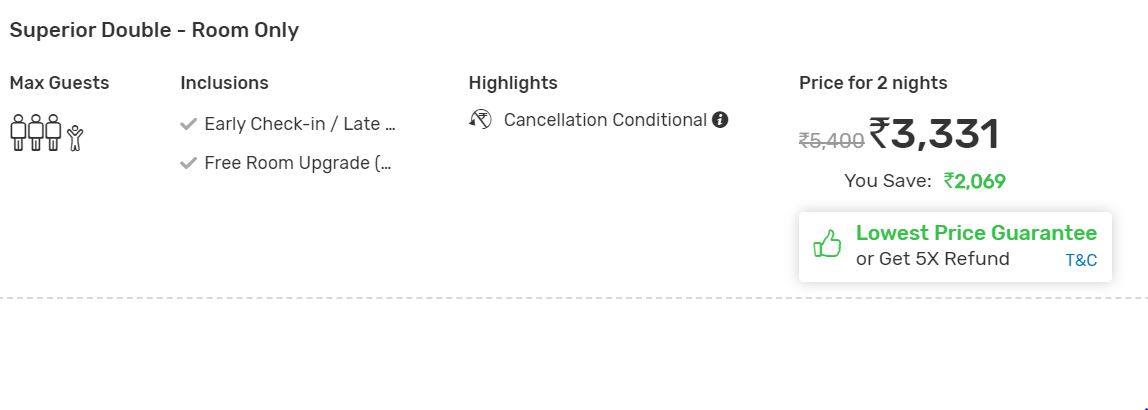 Superior Double - Room Only
Max Guests
Inclusions
Early Check-in / Late ...
Free Room Upgrade (...
Highlights
Cancellation Conditional
Price for 2 nights
₹5,400 ₹3,331
You Save: ₹2,069
Lowest Price Guarantee
or Get 5X Refund T&C